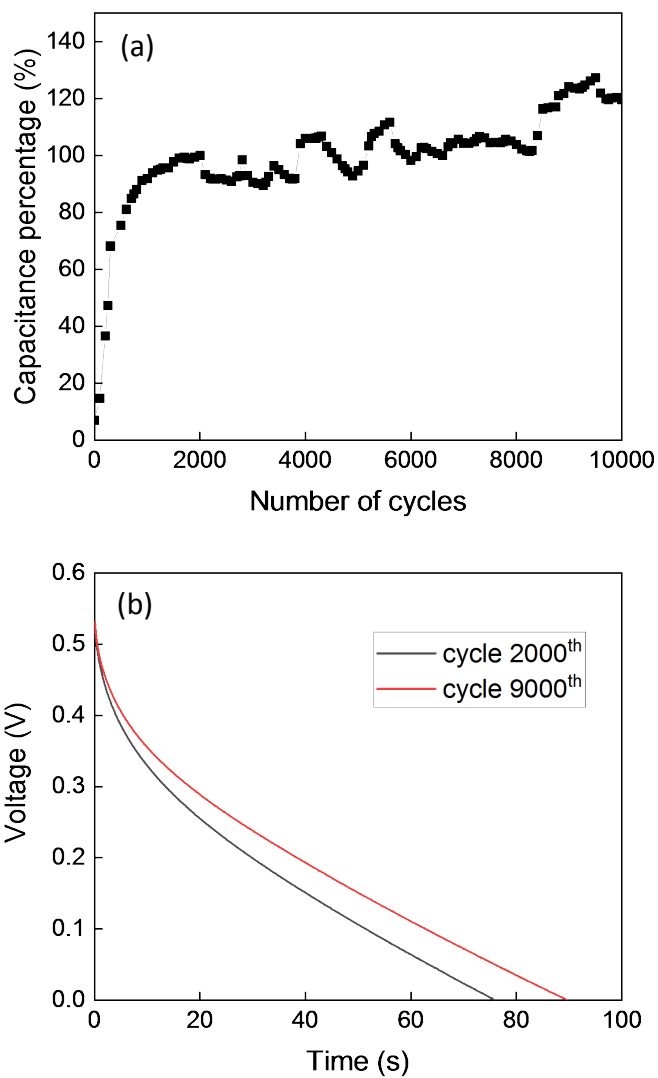 (a)
Capacitance percentage (%)
140
120
100
80
60
40
20
0
0 2000 4000 6000 8000 10000
Number of cycles
(b)
Voltage (V)
0.6
0.5
0.4
0.3
0.2
0.1
0.0
cycle 2000th
cycle 9000th
0 20 40 60 80 100
Time (s)